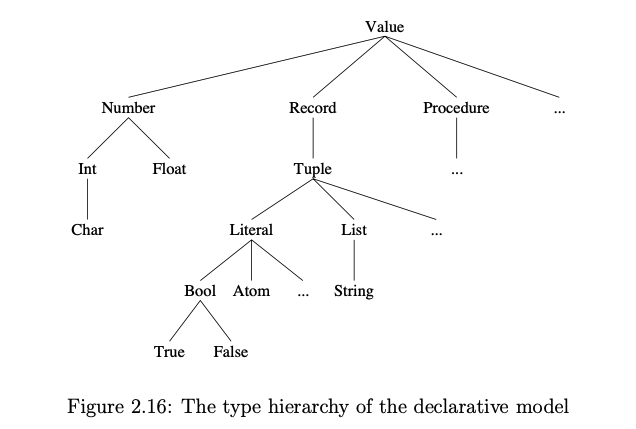 Value
Number Record Procedure ...
Int Float Tuple ...
Char Literal List ...
Bool Atom ... String
True False
Figure 2.16: The type hierarchy of the declarative model